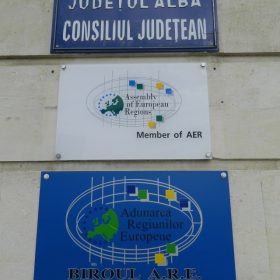 JUDEȚUL ALBA
CONSILIUL JUDEȚEAN
Assembly
of European
Regions
Member of AER
Adunarea
Regiunilor
Europene
BIROUL A.R.E.